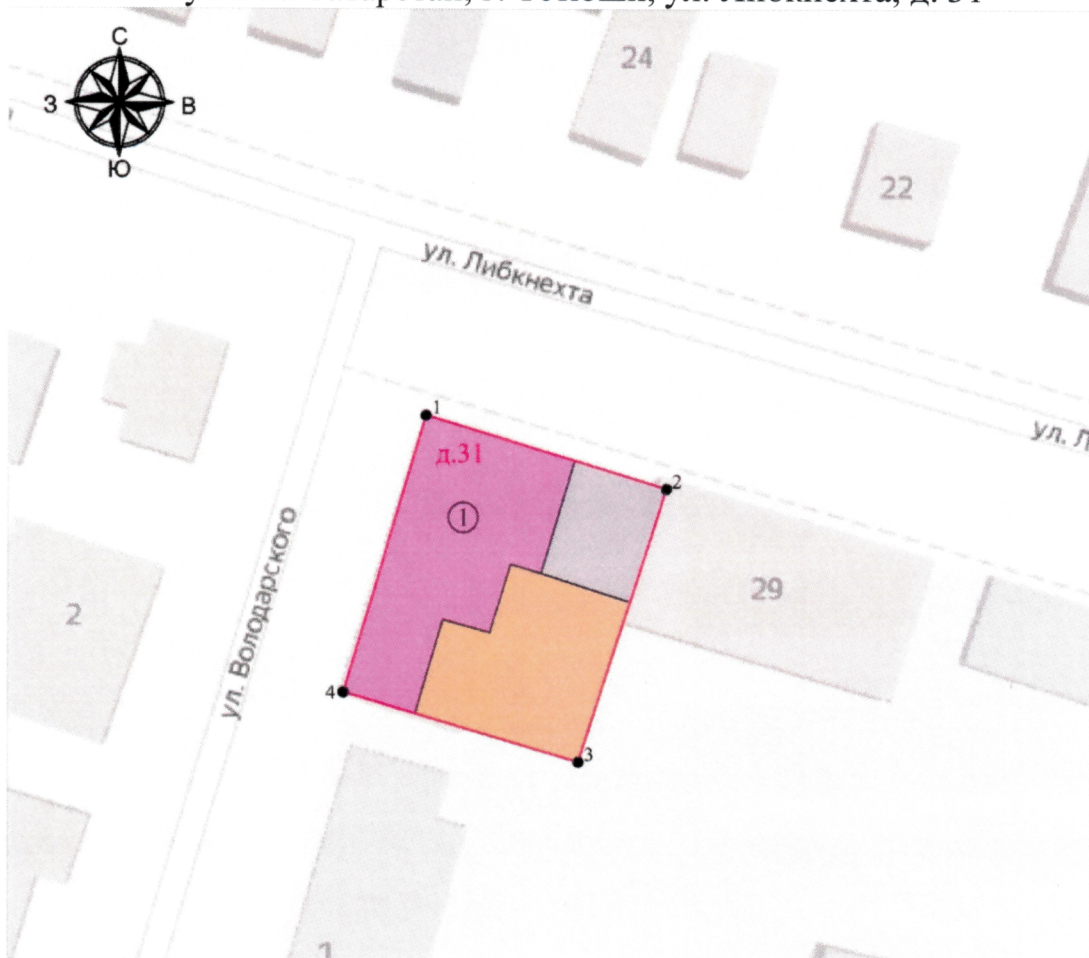 ул. Либкнехта, д. 31
С
З
В
Ю
24
22
ул. Либкнехта
ул. Л
1
д.31
2
1
29
2
ул. Володарского
4
3
1